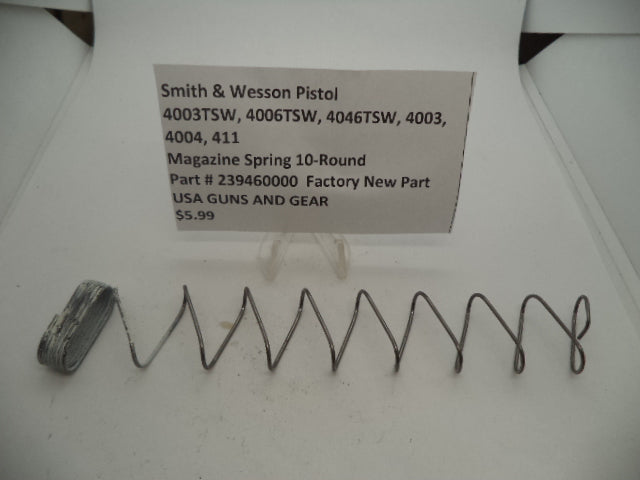 Smith & Wesson Pistol
4003TSW, 4006TSW, 4046TSW, 4003,
4004, 411
Magazine Spring 10-Round
Part # 239460000 Factory New Part
USA GUNS AND GEAR
$5.99